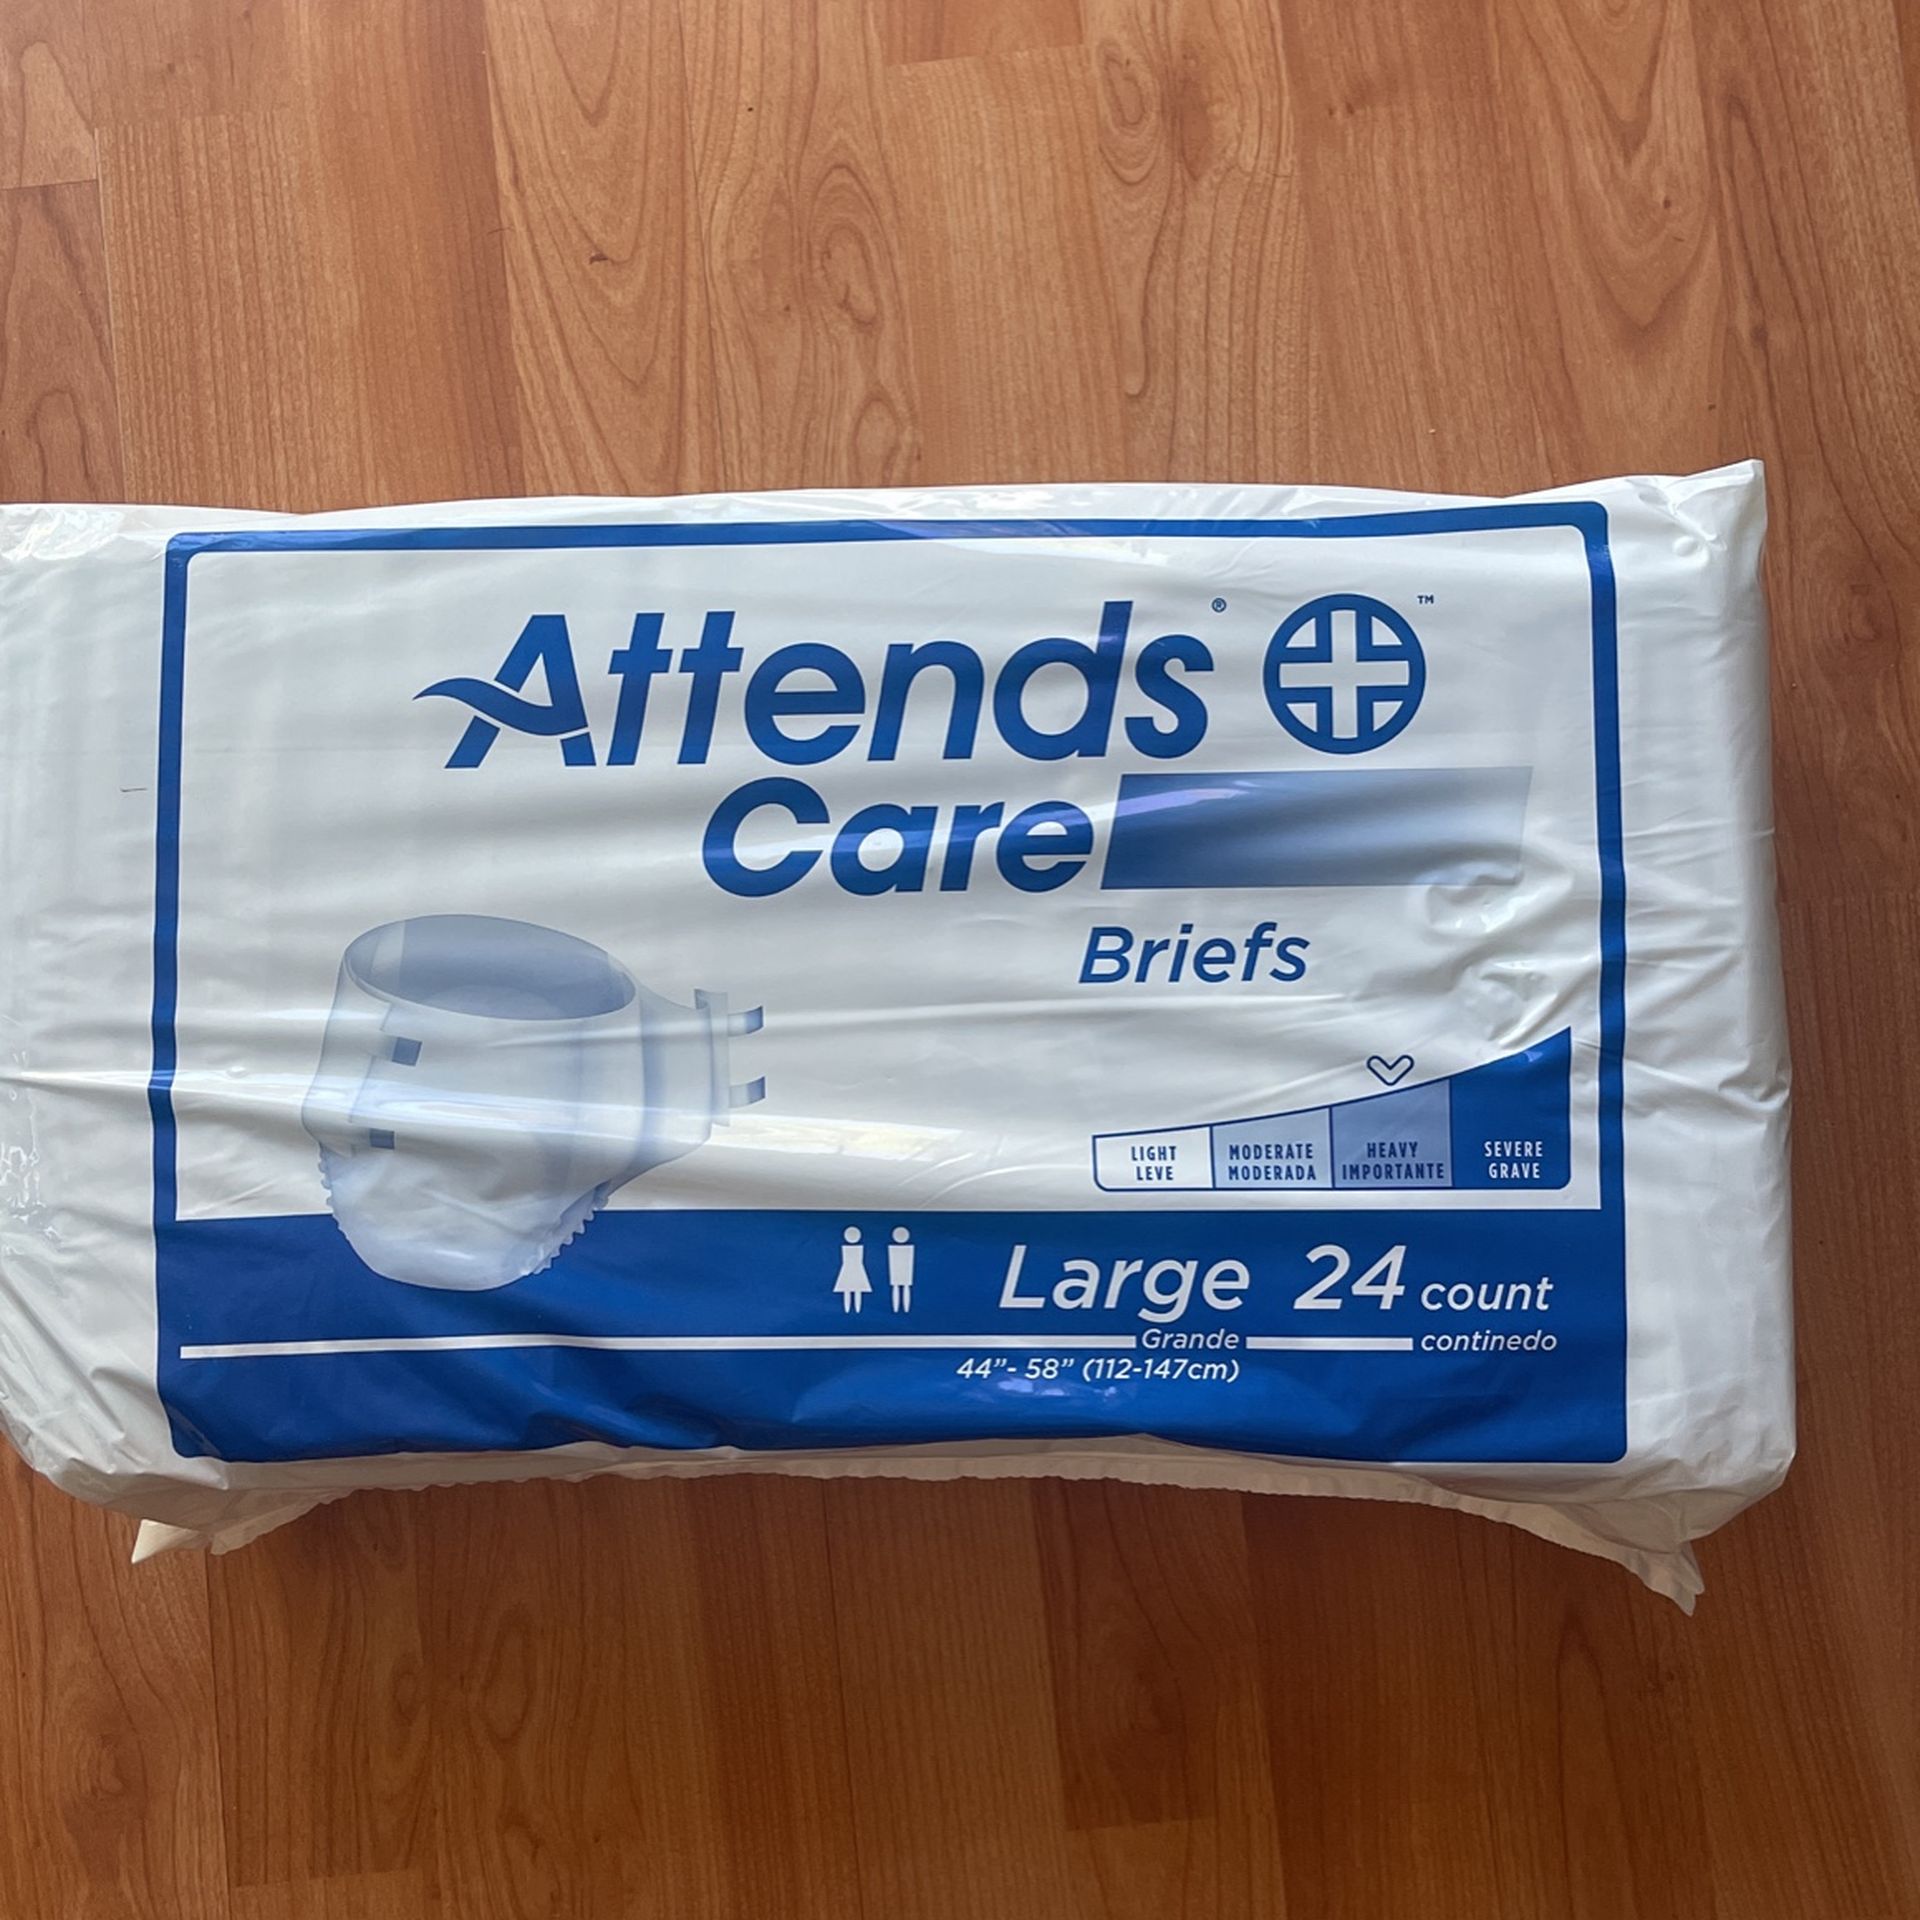 Attends® ™
Care
Briefs
LIGHT MODERATE HEAVY SEVERE
LEVE MODERADA IMPORTANTE GRAVE
Large 24 count
Grande continedo
44”- 58” (112-147cm)